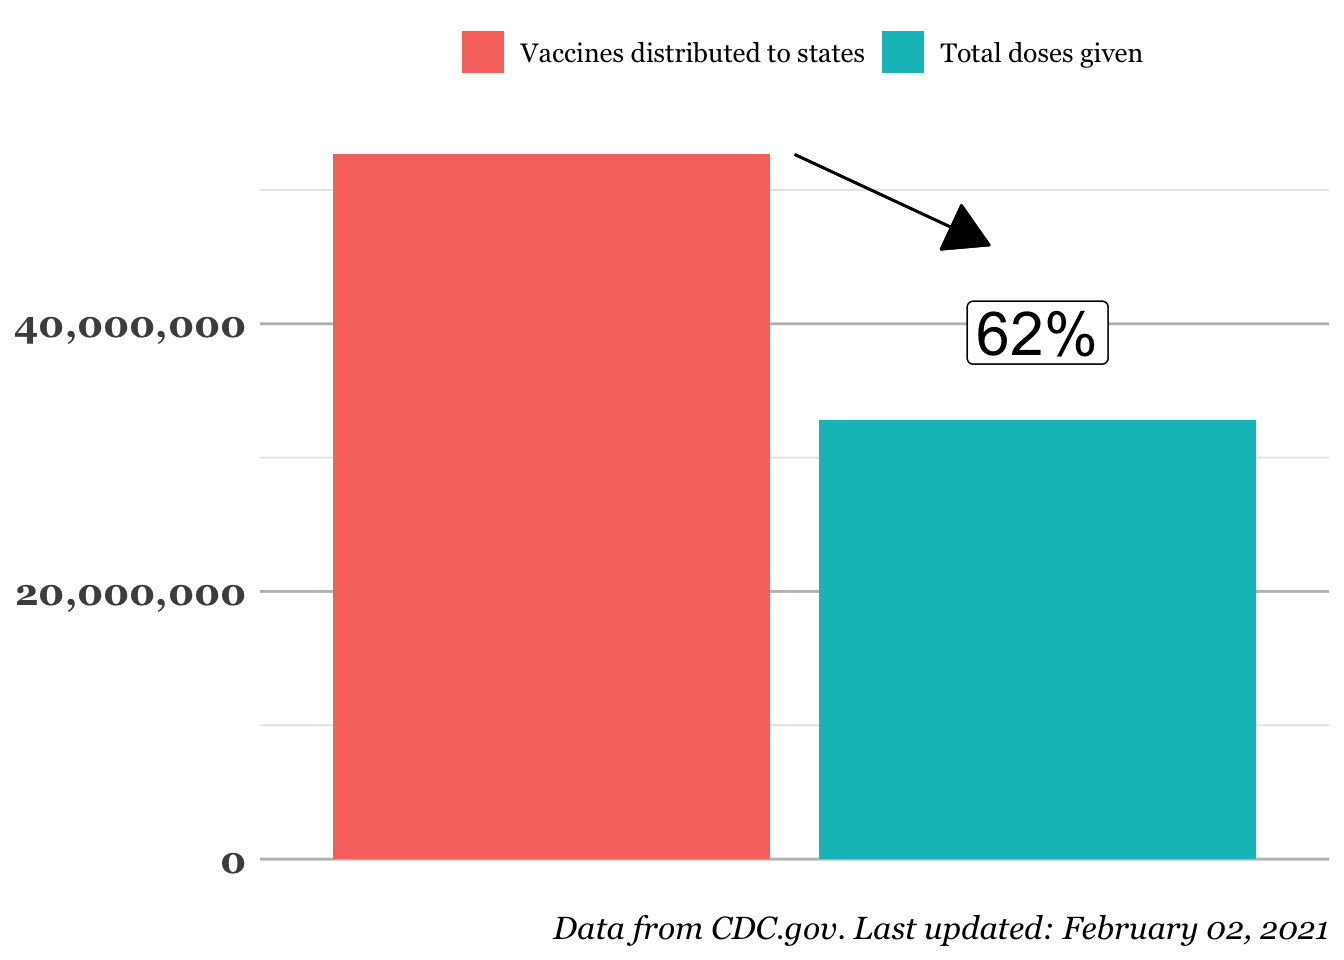 Vaccines distributed to states Total doses given
40,000,000
62%
20,000,000
0
Data from CDC.gov. Last updated: February 02, 2021